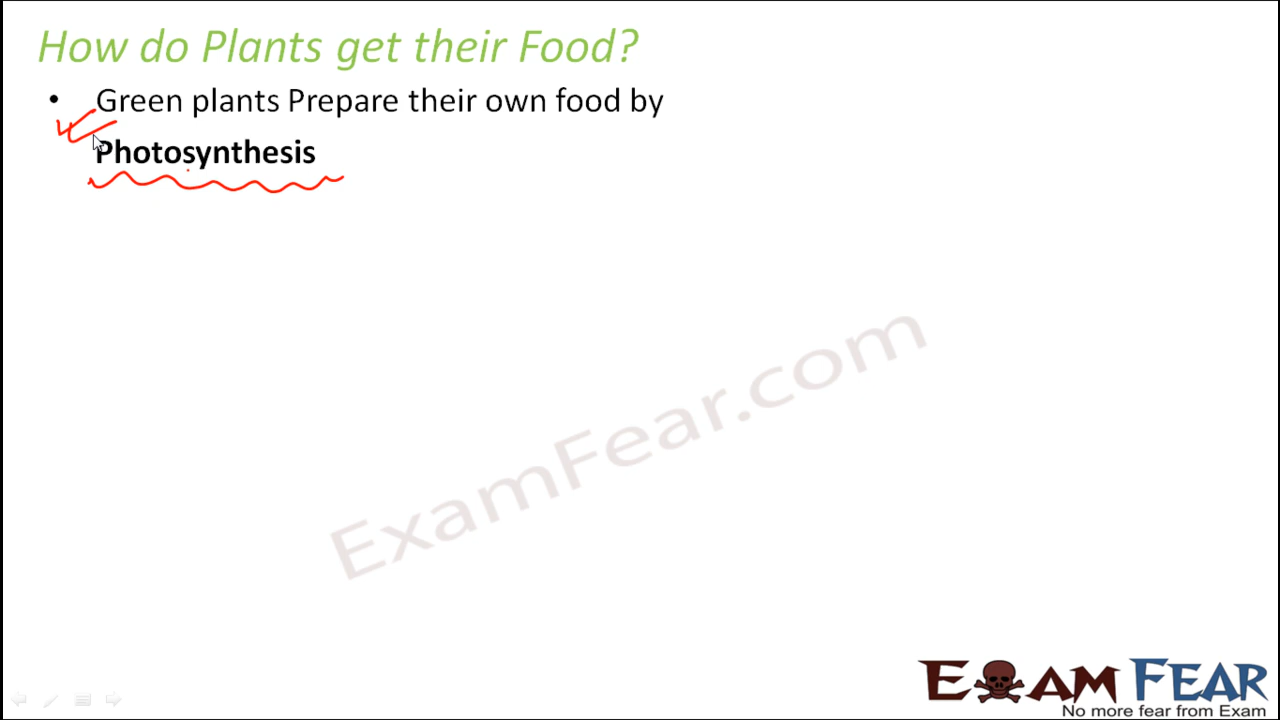 How do Plants get their Food?
• Green plants Prepare their own food by
Photosynthesis
ExamFear.com
EXAM FEAR
No more fear from Exam